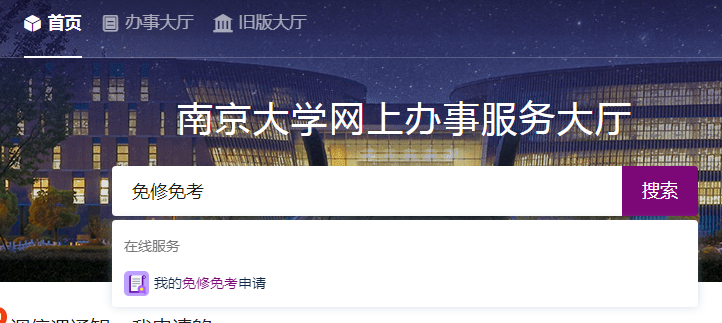 首页 办事大厅 旧版大厅
南京大学网上办事服务大厅
免修免考 搜索
在线服务
我的免修免考申请